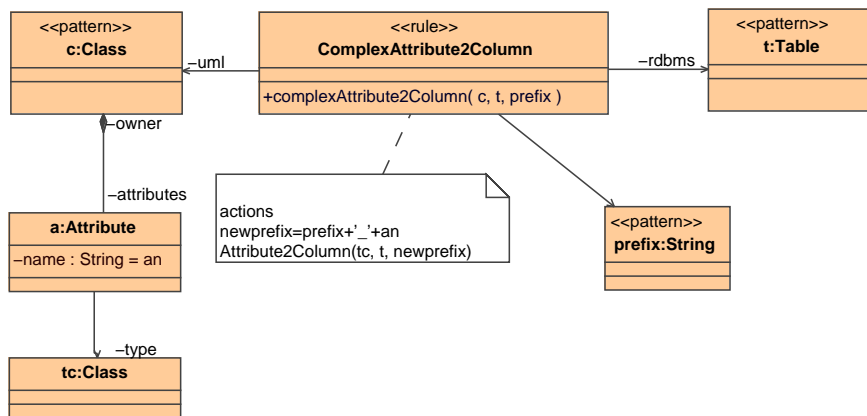 <<pattern>>
c:Class
–uml
<<rule>>
ComplexAttribute2Column
+complexAttribute2Column( c, t, prefix )
–rdbms
<<pattern>>
t:Table
–owner
–attributes
a:Attribute
–name : String = an
actions
newprefix=prefix+'_'+an
Attribute2Column(tc, t, newprefix)
<<pattern>>
prefix:String
–type
tc:Class